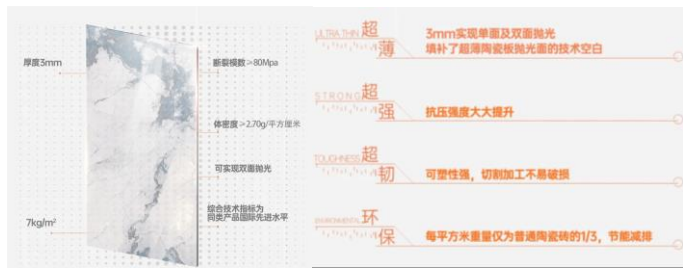 厚度3mm
7kg/m²
断裂模数>80Mpa
体密度>2.70g/平方厘米
可实现双面抛光
综合技术指标为
同类产品国际先进水平
ULTRA THIN 超
薄
3mm实现单面及双面抛光
填补了超薄陶瓷板抛光面的技术空白
STRONG 超
强
抗压强度大大提升
TOUGHNESS 超
韧
可塑性强，切割加工不易破损
ENVIRONMENTAL 环
保
每平方米重量仅为普通陶瓷砖的1/3，节能减排